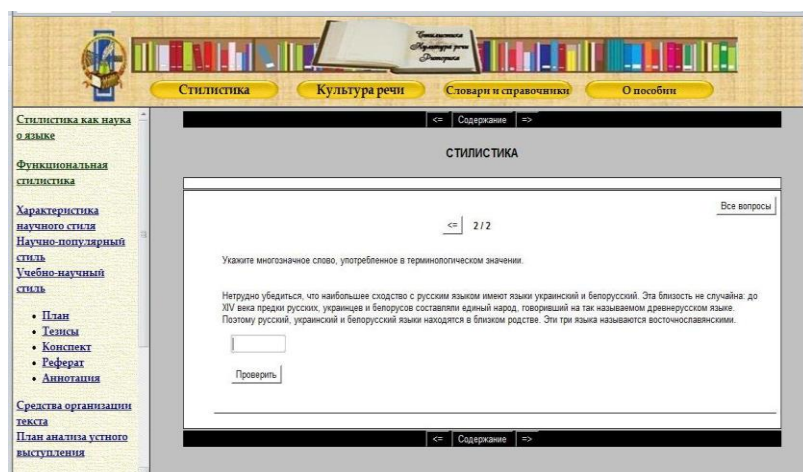 Стилистика
Культура речи
Риторика
Стилистика
Культура речи
Словари и справочники
О пособии
Стилистика как наука
о языке
Функциональная
стилистика
Характеристика
научного стиля
Научно-популярный
стиль
Учебно-научный
стиль
• План
• Тезисы
• Конспект
• Реферат
• Аннотация
Средства организации
текста
План анализа устного
выступления
<= Содержание =>
СТИЛИСТИКА
Все вопросы
<= 2 / 2
Укажите многозначное слово, употребленное в терминологическом значении.
Нетрудно убедиться, что наибольшее сходство с русским языком имеют языки украинский и белорусский. Эта близость не случайна: до
XIV века предки русских, украинцев и белорусов составляли единый народ, говоривший на так называемом древнерусском языке.
Поэтому русский, украинский и белорусский языки находятся в близком родстве. Эти три языка называются восточнославянскими.
Проверить
<= Содержание =>